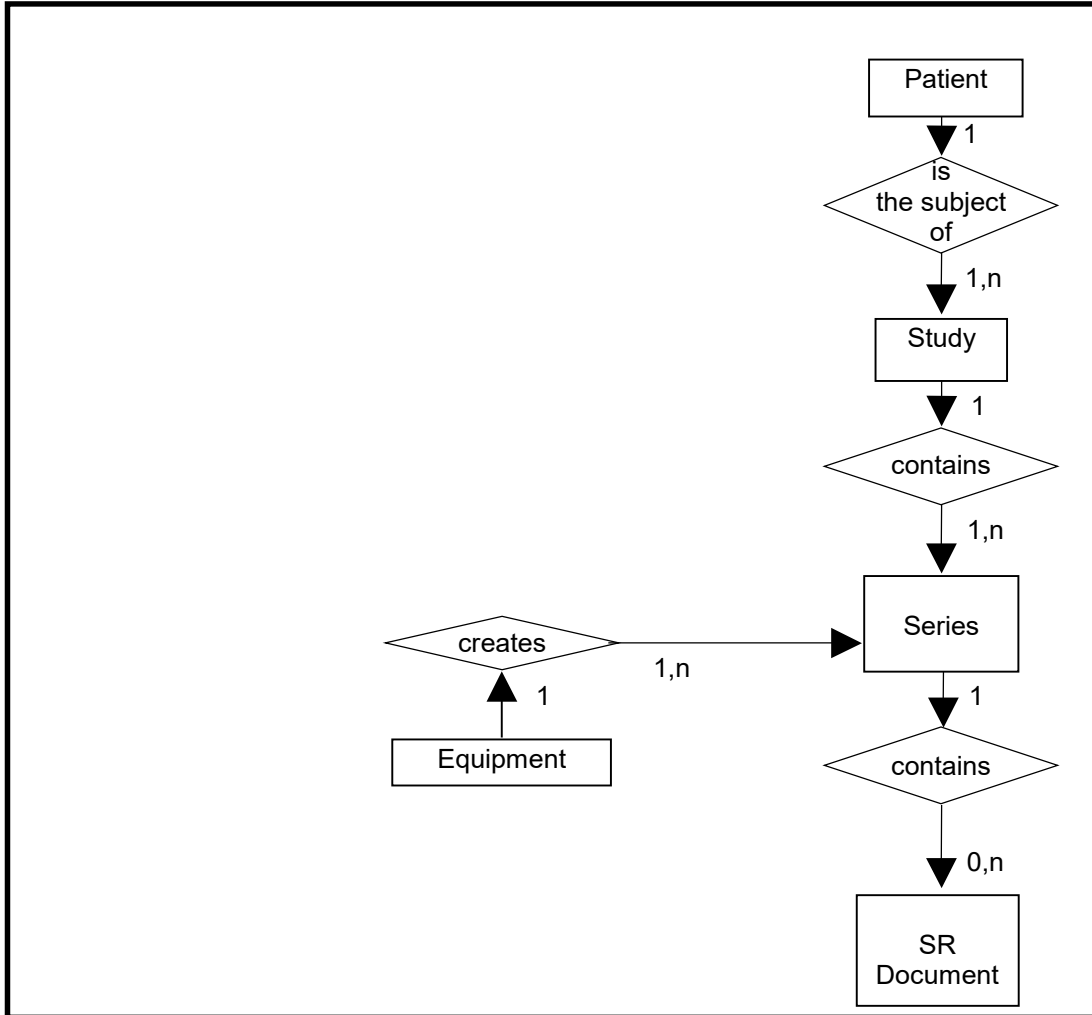 Patient
1
is
the subject
of
1,n
Study
1
contains
1,n
Series
creates
1,n
1
1
Equipment
contains
0,n
SR
Document